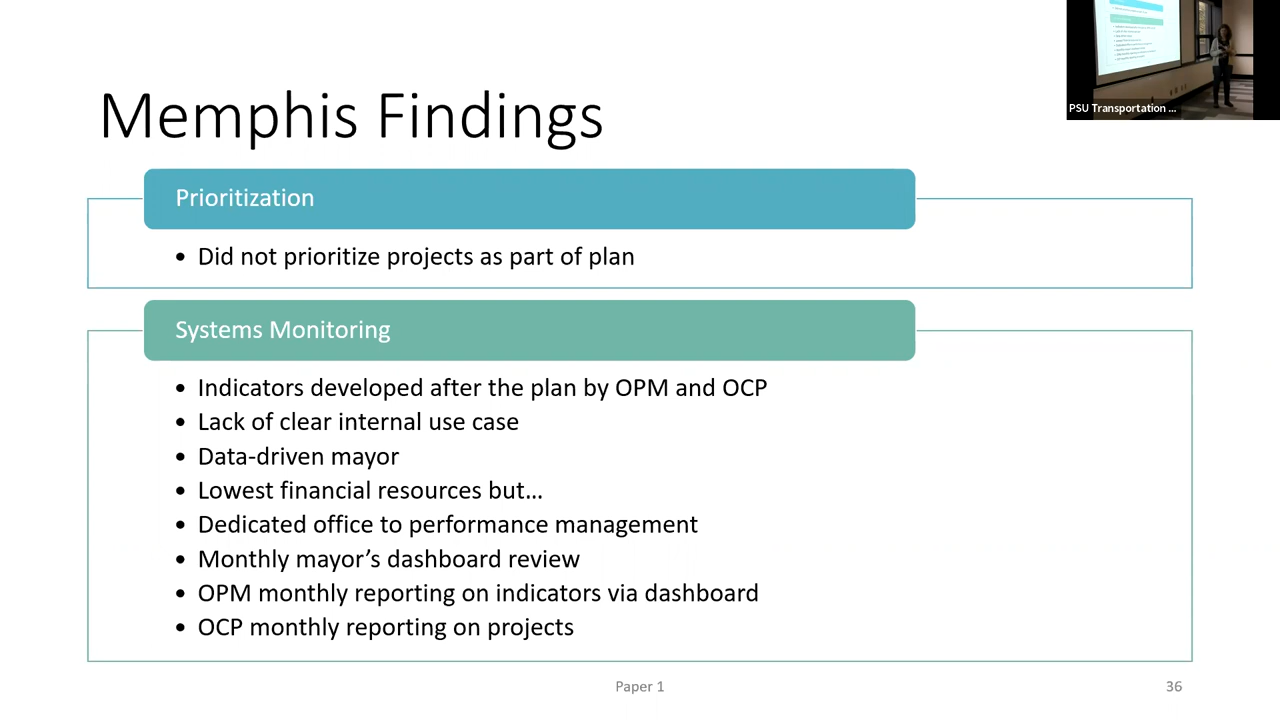 PSU Transportation ...
Memphis Findings
Prioritization
• Did not prioritize projects as part of plan
Systems Monitoring
• Indicators developed after the plan by OPM and OCP
• Lack of clear internal use case
• Data-driven mayor
• Lowest financial resources but...
• Dedicated office to performance management
• Monthly mayor’s dashboard review
• OPM monthly reporting on indicators via dashboard
• OCP monthly reporting on projects
Paper 1
36